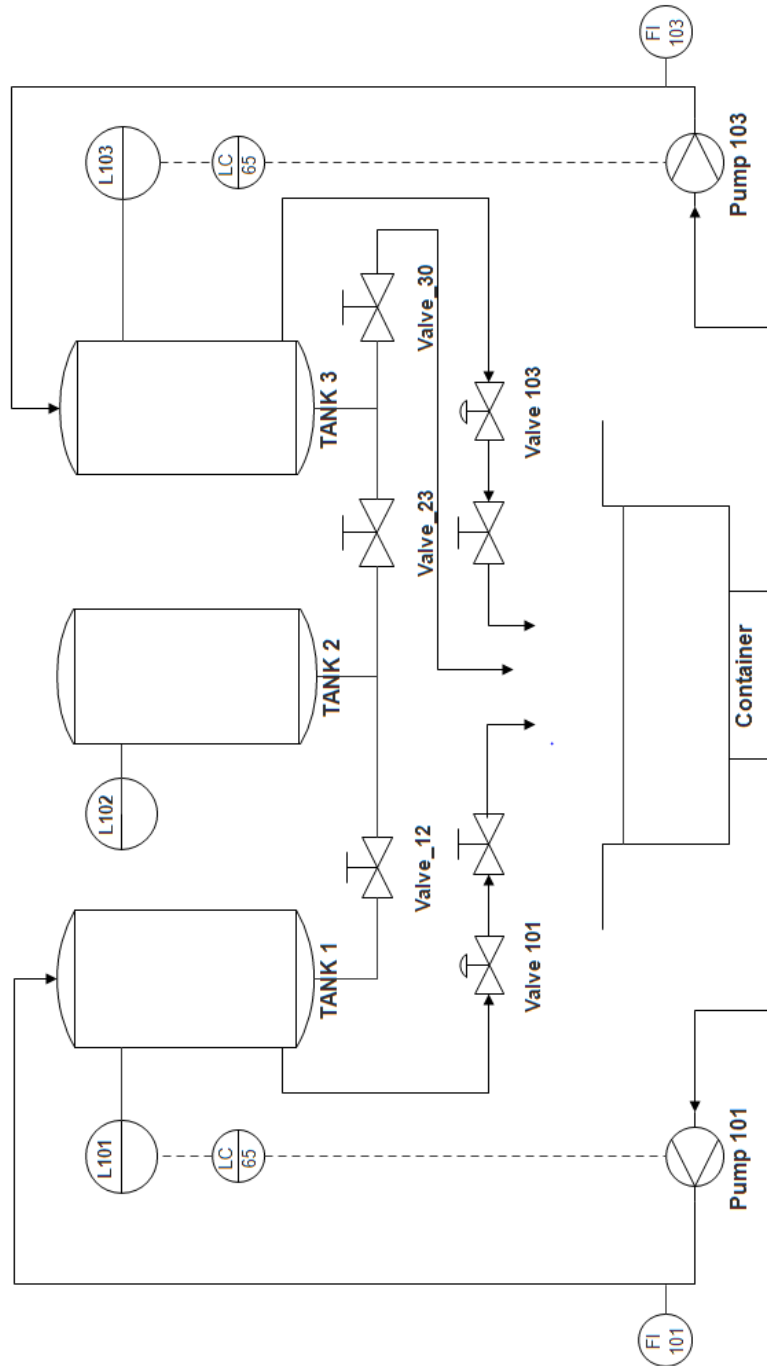 L101
LC
65
L102
L103
LC
65
TANK 1
TANK 2
TANK 3
Valve_12
Valve_23
Valve_30
Valve 101
Valve 103
FI
101
Pump 101
Container
Pump 103
FI
103